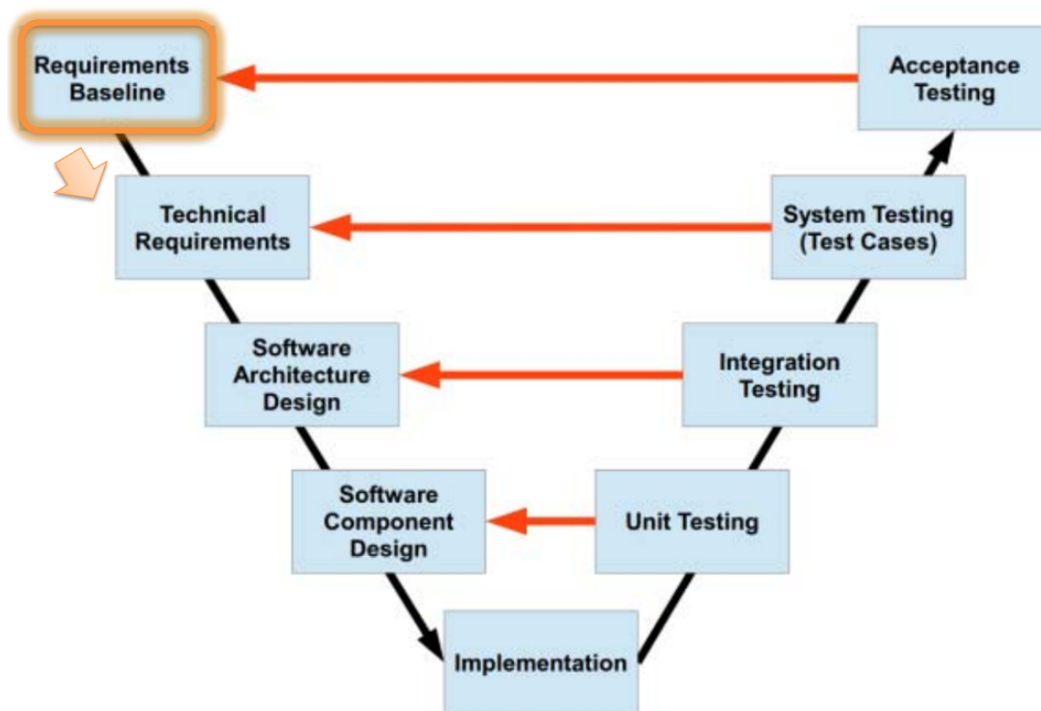 Requirements
Baseline
Acceptance
Testing
Technical
Requirements
System Testing
(Test Cases)
Software
Architecture
Design
Integration
Testing
Software
Component
Design
Unit Testing
Implementation